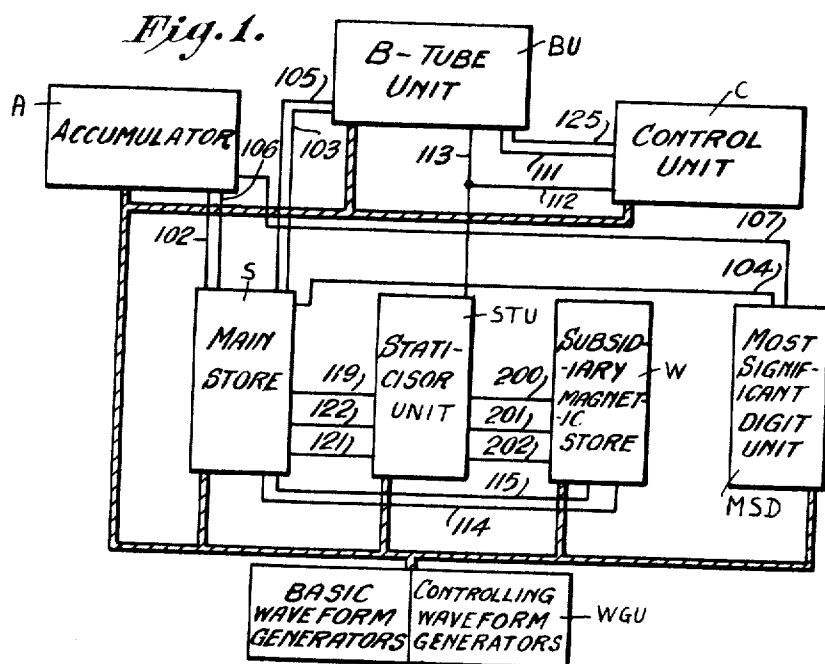 Fig. 1.
B-TUBE
UNIT
BU
A
ACCUMULATOR
105
103
106
102
113
125
111
112
C
CONTROL
UNIT
107
104
S
MAIN
STORE
STU
STATI-
CISOR
UNIT
W
SUBSID-
IARY
MAGNET-
IC
STORE
MOST
SIGNIF-
ICANT
DIGIT
UNIT
MSD
119
122
121
200
201
202
115
114
BASIC
WAVEFORM
GENERATORS
CONTROLLING
WAVEFORM
GENERATORS
WGU